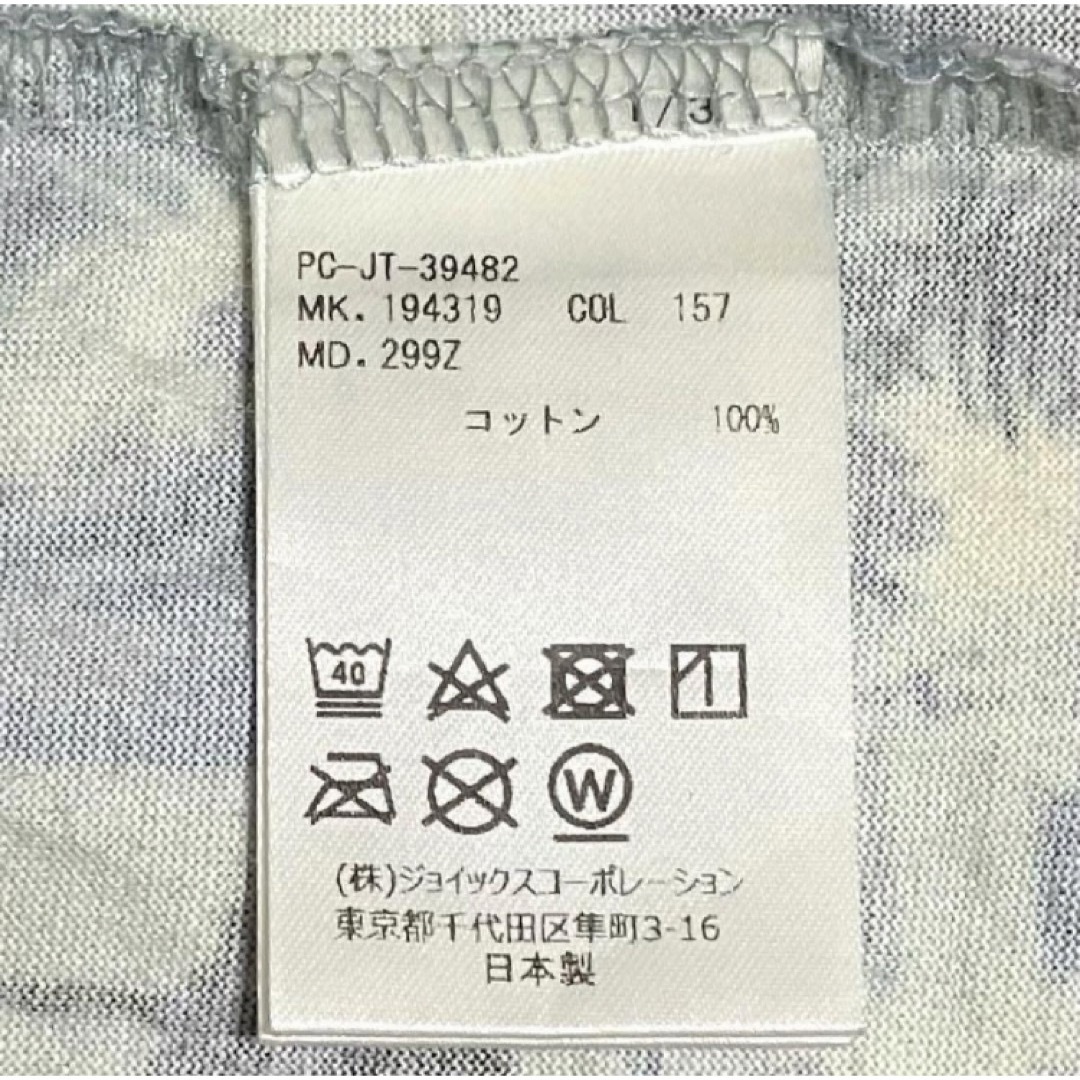 1/3
PC-JT-39482
MK. 194319 COL 157
MD. 299Z
コットン 100%
40
W
(株)ジョイックスコーポレーション
東京都千代田区隼町3-16
日本製